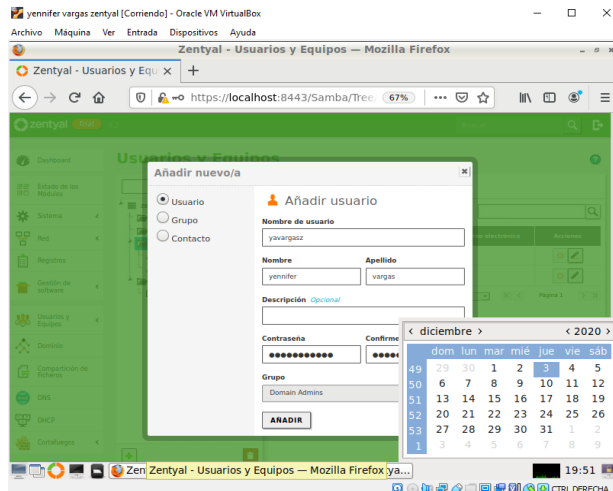 yennifer vargas zentyal [Corriendo] - Oracle VM VirtualBox
Archivo Máquina Ver Entrada Dispositivos Ayuda
Zentyal - Usuarios y Equipos — Mozilla Firefox
Zentyal - Usuarios y Equ
https://localhost:8443/Samba/Tree, 67%
zentyal Trial
Dashboard
Usuarios y Equipos
Estado de los
Módulos
Sistema
Red
Registros
Gestión de
software
Usuarios y
Equipos
Dominio
Compartición de
Ficheros
DNS
DHCP
Cortafuegos
electrónico Acciones
Página 1
Añadir nuevo/a
Usuario
Grupo
Contacto
Añadir usuario
Nombre de usuario
yavargasz
Nombre Apellido
yennifer vargas
Descripción Opcional
Contraseña Confirme
Grupo
Domain Admins
AÑADIR
< diciembre > < 2020 >
dom lun mar mié jue vie sáb
49 29 30 1 2 3 4 5
50 6 7 8 9 10 11 12
51 13 14 15 16 17 18 19
52 20 21 22 23 24 25 26
53 27 28 29 30 31 1 2
1 3 4 5 6 7 8 9
Zen Zentyal - Usuarios y Equipos — Mozilla Firefox ya... 19:51
CTRL DERECHA